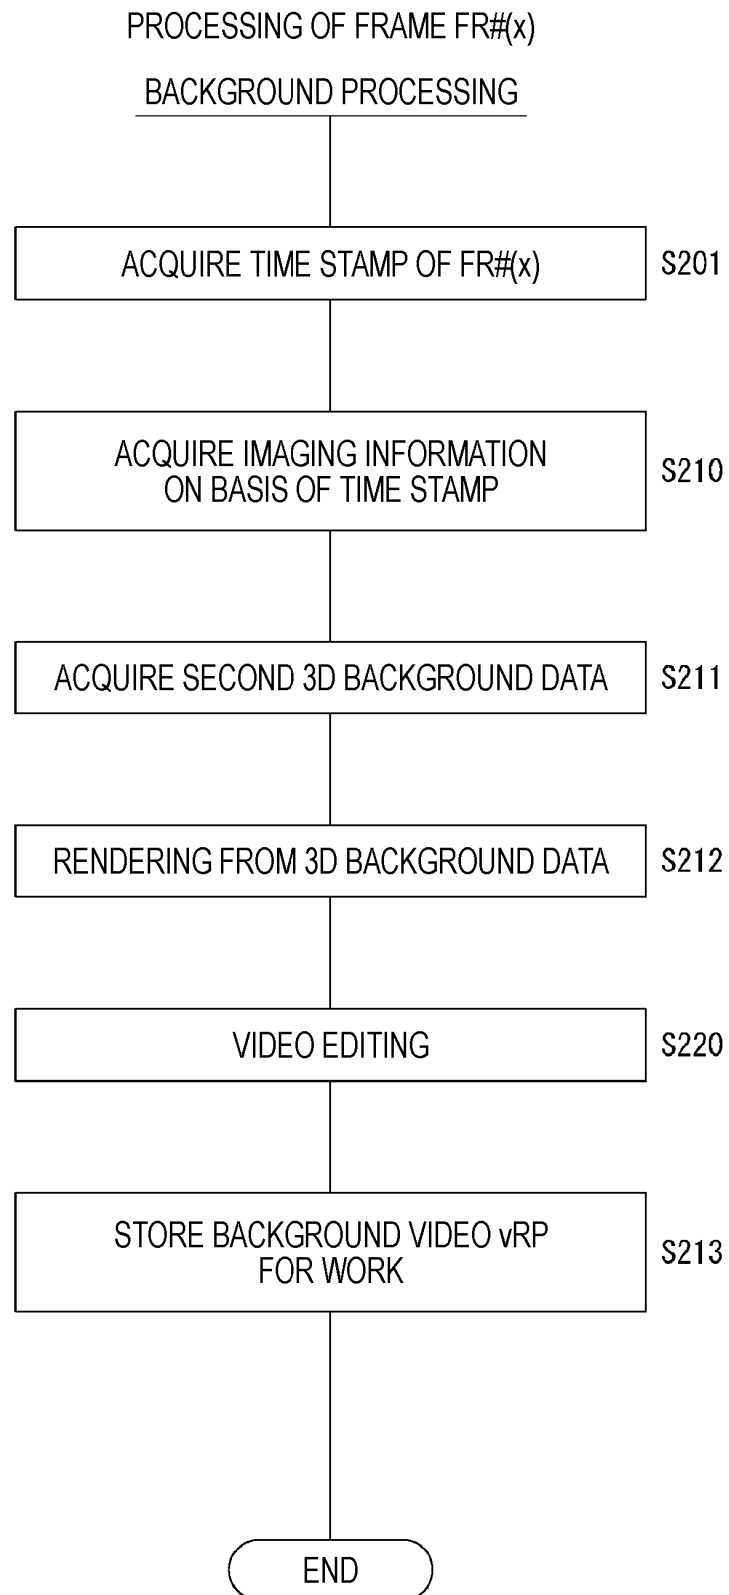 PROCESSING OF FRAME FR#(x)
BACKGROUND PROCESSING
ACQUIRE TIME STAMP OF FR#(x)
S201
ACQUIRE IMAGING INFORMATION
ON BASIS OF TIME STAMP
S210
ACQUIRE SECOND 3D BACKGROUND DATA
S211
RENDERING FROM 3D BACKGROUND DATA
S212
VIDEO EDITING
S220
STORE BACKGROUND VIDEO vRP
FOR WORK
S213
END